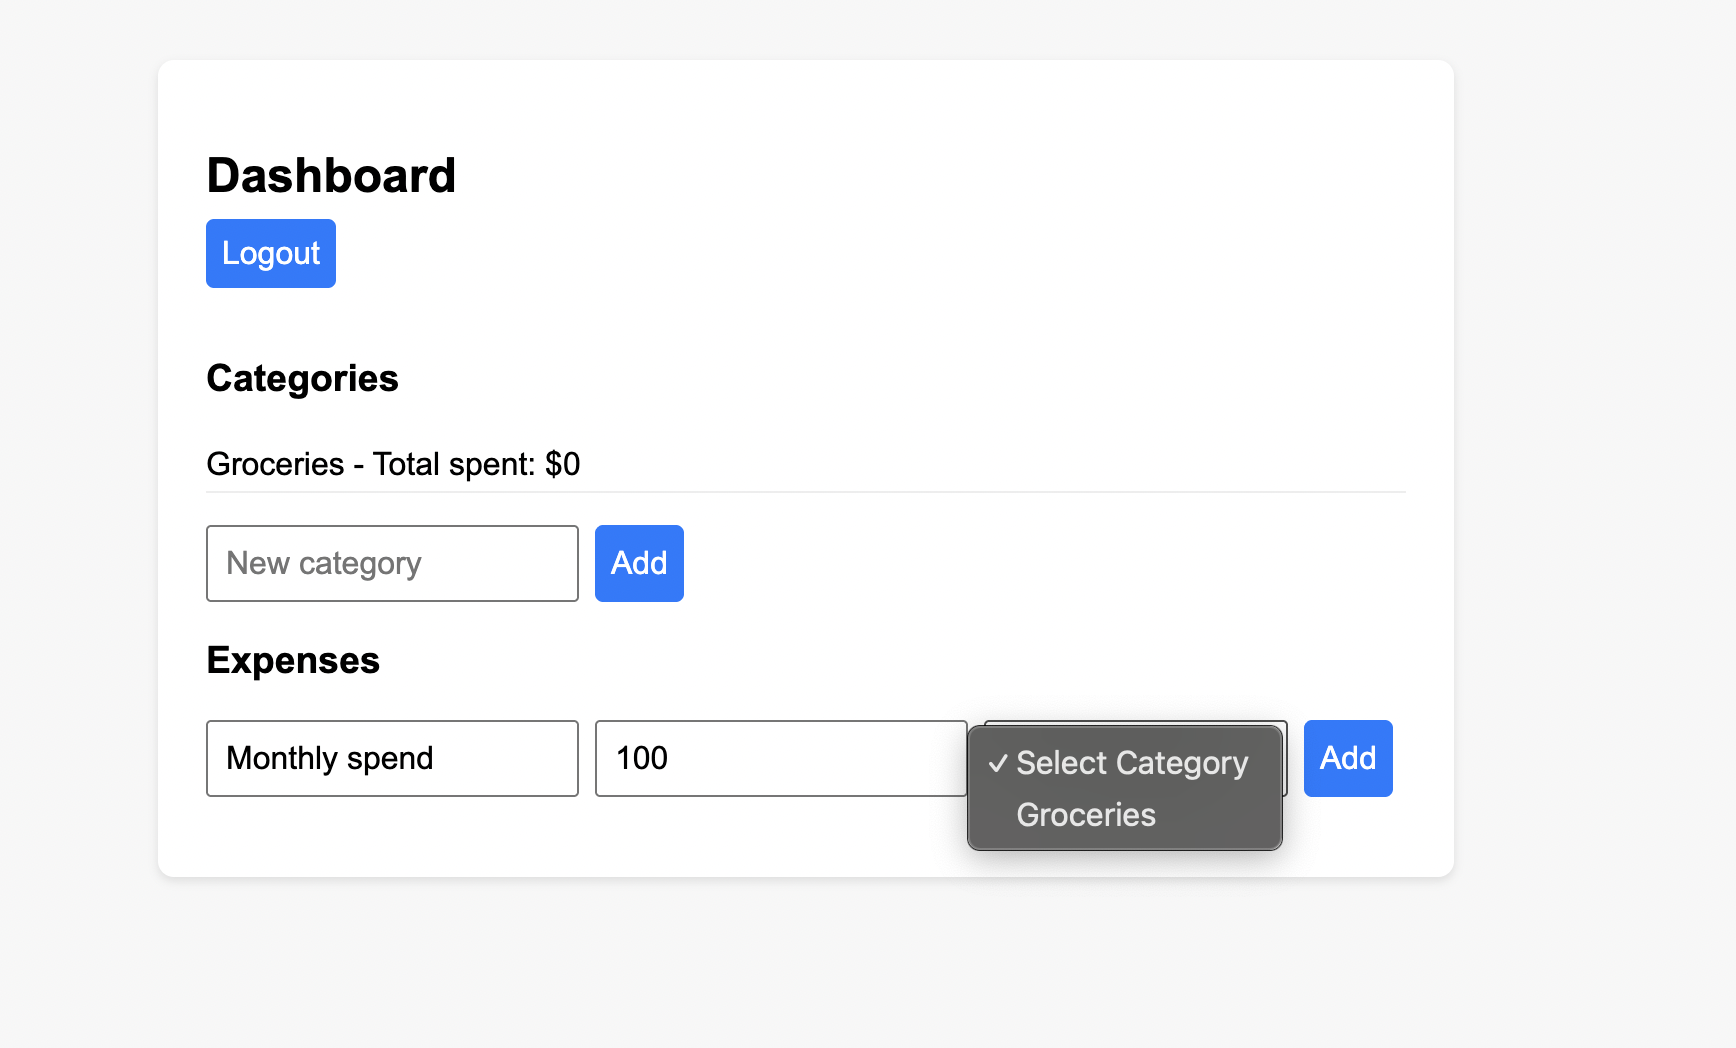 Dashboard
Logout
Categories
Groceries - Total spent: $0
New category Add
Expenses
Monthly spend 100 ✓ Select Category Add
Groceries